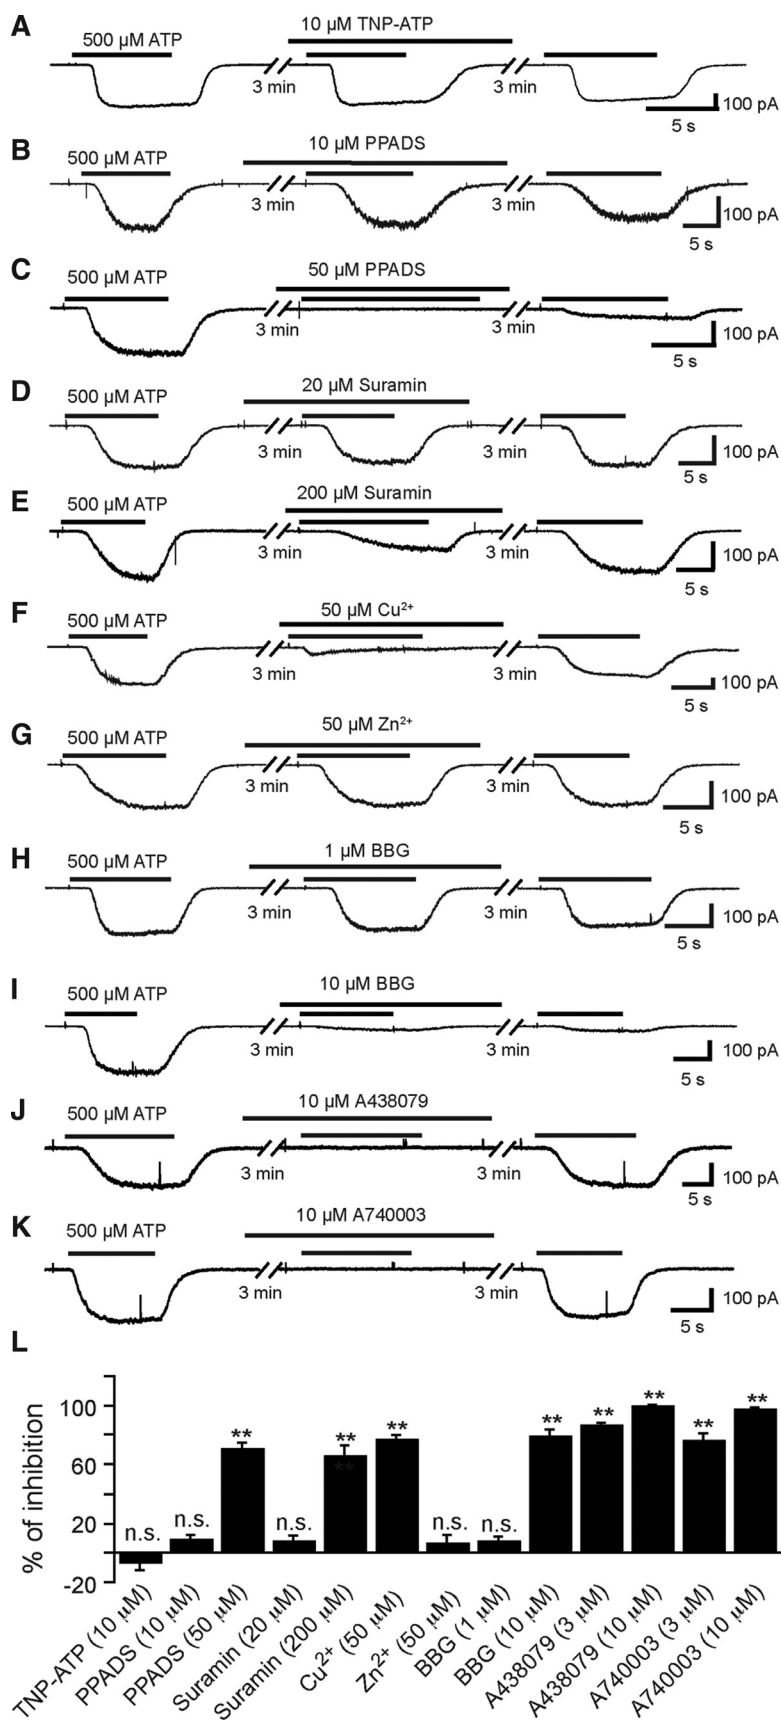 A
10 µM TNP-ATP
500 µM ATP
3 min
3 min
100 pA
5 s
B
10 µM PPADS
500 µM ATP
3 min
3 min
100 pA
5 s
C
50 µM PPADS
500 µM ATP
3 min
3 min
100 pA
5 s
D
20 µM Suramin
500 µM ATP
3 min
3 min
100 pA
5 s
E
200 µM Suramin
500 µM ATP
3 min
3 min
100 pA
5 s
F
50 µM Cu²⁺
500 µM ATP
3 min
3 min
100 pA
5 s
G
50 µM Zn²⁺
500 µM ATP
3 min
3 min
100 pA
5 s
H
1 µM BBG
500 µM ATP
3 min
3 min
100 pA
5 s
I
10 µM BBG
500 µM ATP
3 min
3 min
100 pA
5 s
J
10 µM A438079
500 µM ATP
3 min
3 min
100 pA
5 s
K
10 µM A740003
500 µM ATP
3 min
3 min
100 pA
5 s
L
% of inhibition
100
60
20
-20
n.s.
n.s.
**
n.s.
**
**
**
n.s.
n.s.
**
**
**
**
**
TNP-ATP (10 µM)
PPADS (10 µM)
PPADS (50 µM)
Suramin (20 µM)
Suramin (200 µM)
Cu²⁺ (50 µM)
Zn²⁺ (50 µM)
BBG (1 µM)
BBG (10 µM)
A438079 (3 µM)
A438079 (10 µM)
A740003 (3 µM)
A740003 (10 µM)